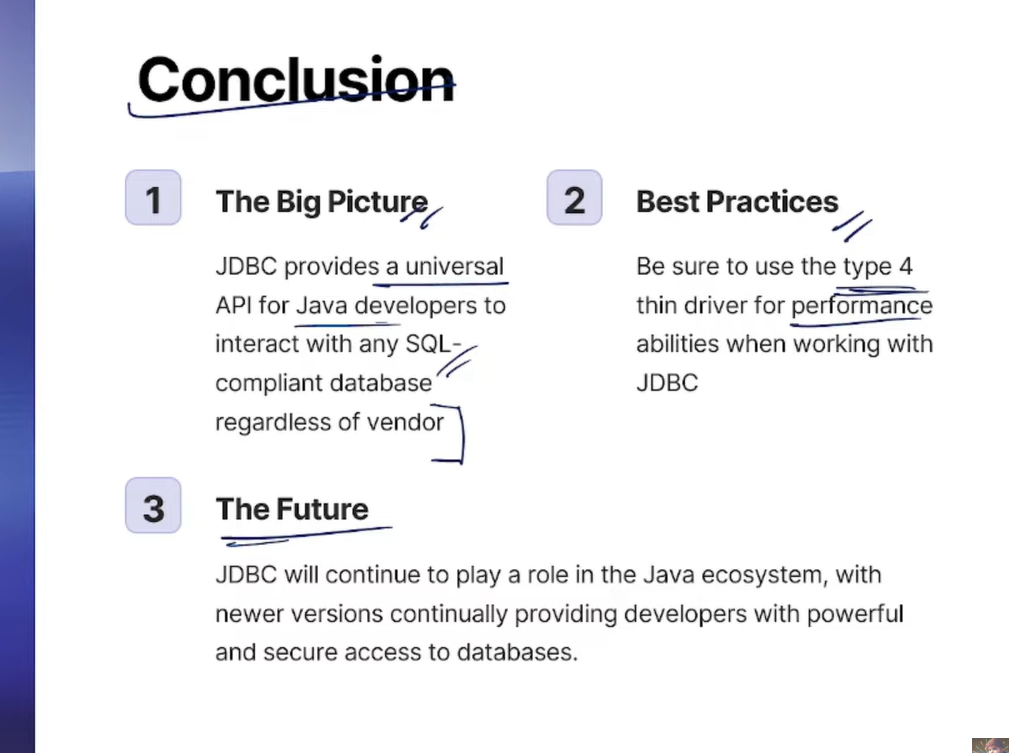 Conclusion
1
The Big Picture
JDBC provides a universal
API for Java developers to
interact with any SQL-
compliant database
regardless of vendor
2
Best Practices
Be sure to use the type 4
thin driver for performance
abilities when working with
JDBC
3
The Future
JDBC will continue to play a role in the Java ecosystem, with
newer versions continually providing developers with powerful
and secure access to databases.